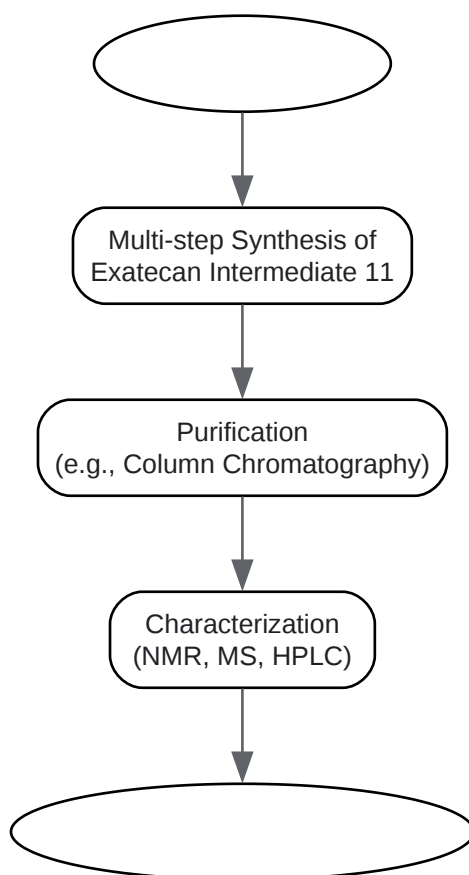 Multi-step Synthesis of
Exatecan Intermediate 11
Purification
(e.g., Column Chromatography)
Characterization
(NMR, MS, HPLC)